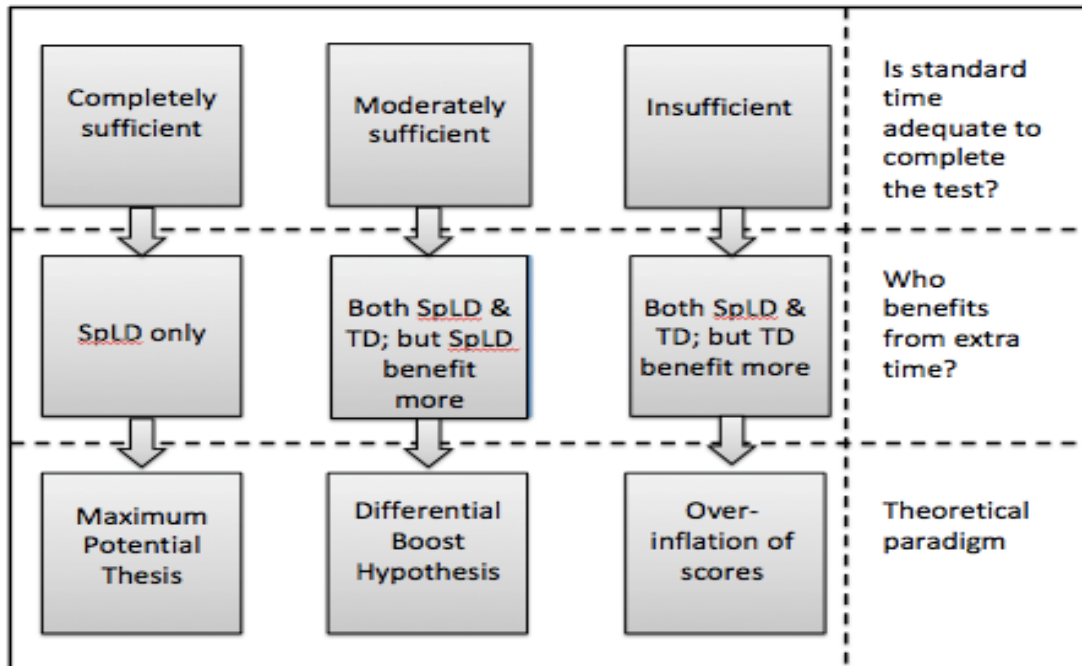 Completely
sufficient
Moderately
sufficient
Insufficient
Is standard
time
adequate to
complete
the test?
SpLD only
Both SpLD &
TD; but SpLD
benefit
more
Both SpLD &
TD; but TD
benefit more
Who
benefits
from extra
time?
Maximum
Potential
Thesis
Differential
Boost
Hypothesis
Over-
inflation of
scores
Theoretical
paradigm